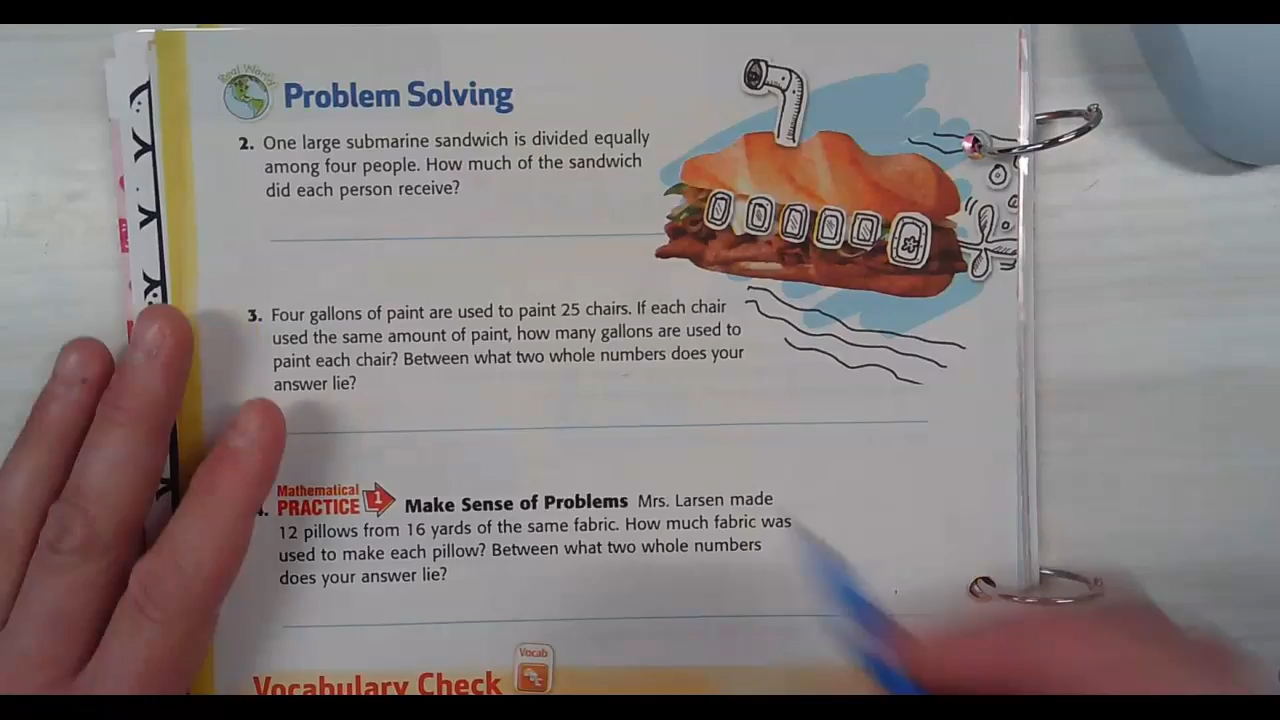 Real World
Problem Solving
2. One large submarine sandwich is divided equally
among four people. How much of the sandwich
did each person receive?
3. Four gallons of paint are used to paint 25 chairs. If each chair
used the same amount of paint, how many gallons are used to
paint each chair? Between what two whole numbers does your
answer lie?
Mathematical
PRACTICE 1 Make Sense of Problems Mrs. Larsen made
12 pillows from 16 yards of the same fabric. How much fabric was
used to make each pillow? Between what two whole numbers
does your answer lie?
Vocab
Vocabulary Check